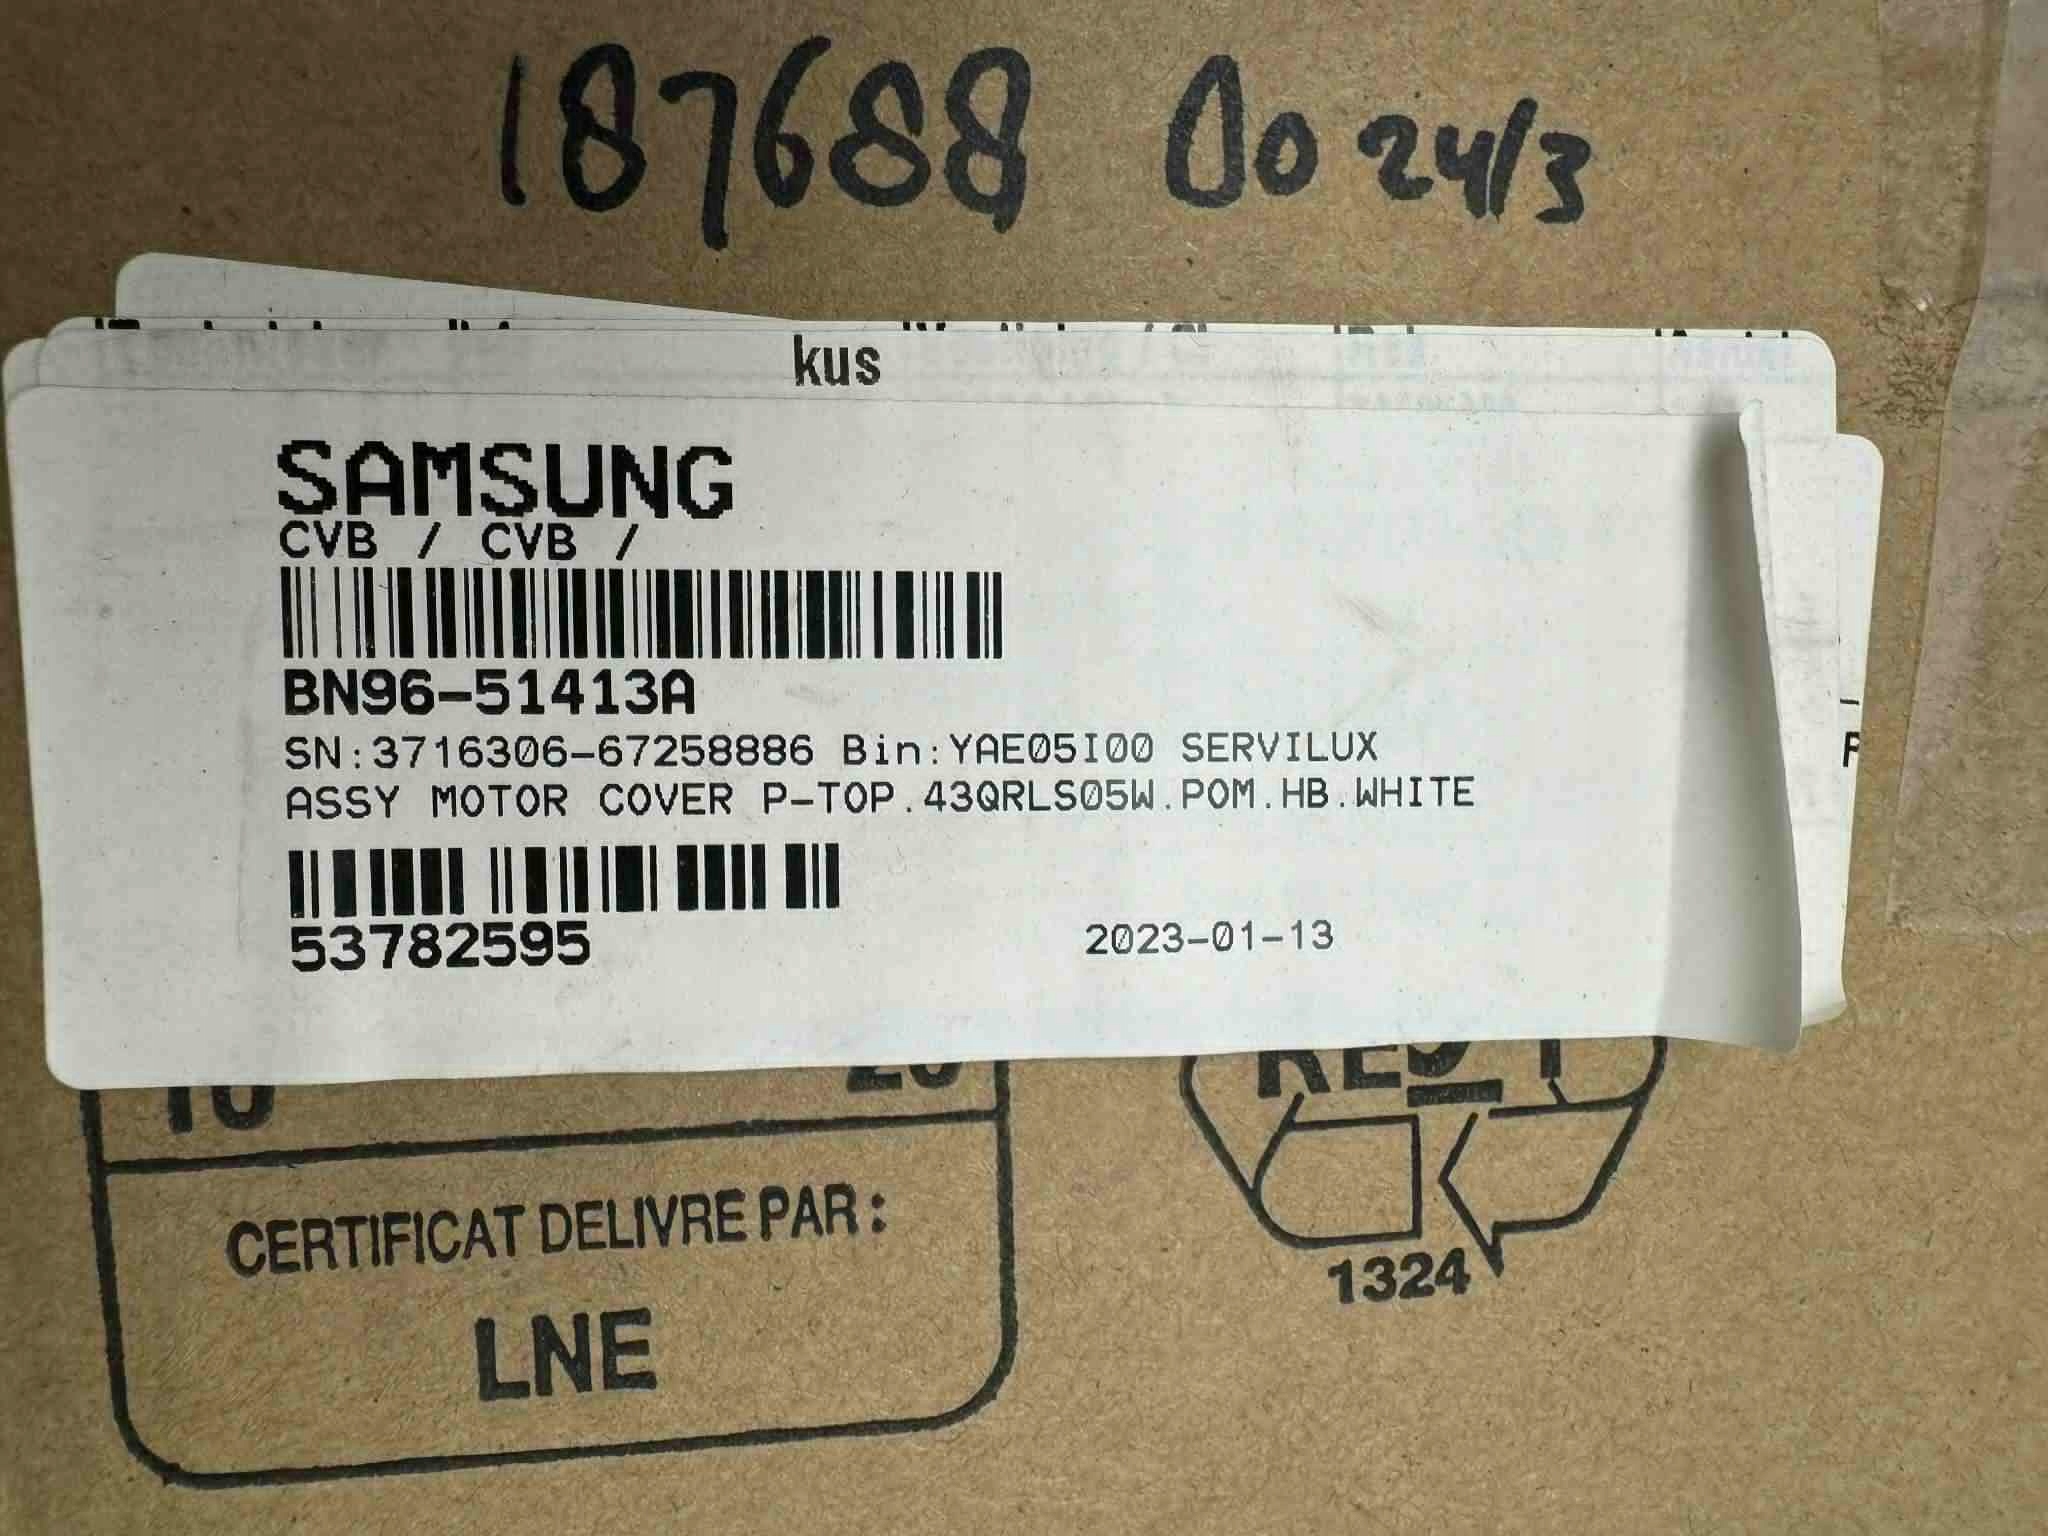 187688 Do 24/3
kus
SAMSUNG
CVB / CVB /
BN96-51413A
SN:3716306-67258886 Bin:YAE05I00 SERVILUX
ASSY MOTOR COVER P-TOP.43QRLS05W.POM.HB.WHITE
53782595
2023-01-13
CERTIFICAT DELIVRE PAR:
LNE
1324